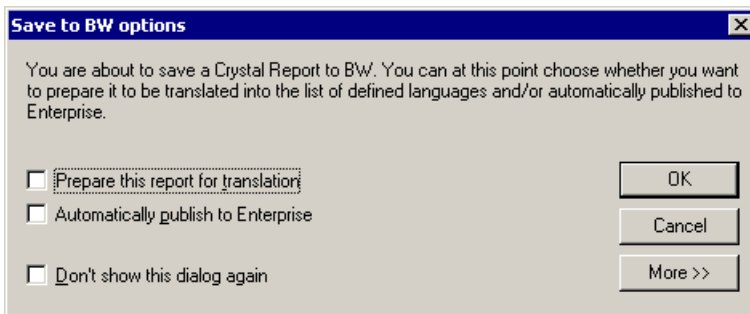 Save to BW options
You are about to save a Crystal Report to BW. You can at this point choose whether you want
to prepare it to be translated into the list of defined languages and/or automatically published to
Enterprise.
Prepare this report for translation
OK
Automatically publish to Enterprise
Cancel
Don't show this dialog again
More >>